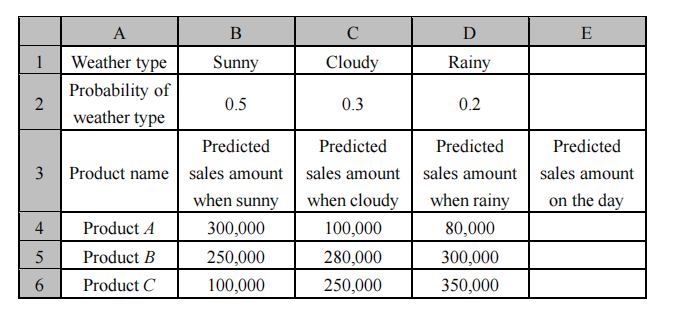 A B C D E
1 Weather type Sunny Cloudy Rainy
2 Probability of weather type 0.5 0.3 0.2
3 Product name Predicted sales amount when sunny Predicted sales amount when cloudy Predicted sales amount when rainy Predicted sales amount on the day
4 Product A 300,000 100,000 80,000
5 Product B 250,000 280,000 300,000
6 Product C 100,000 250,000 350,000